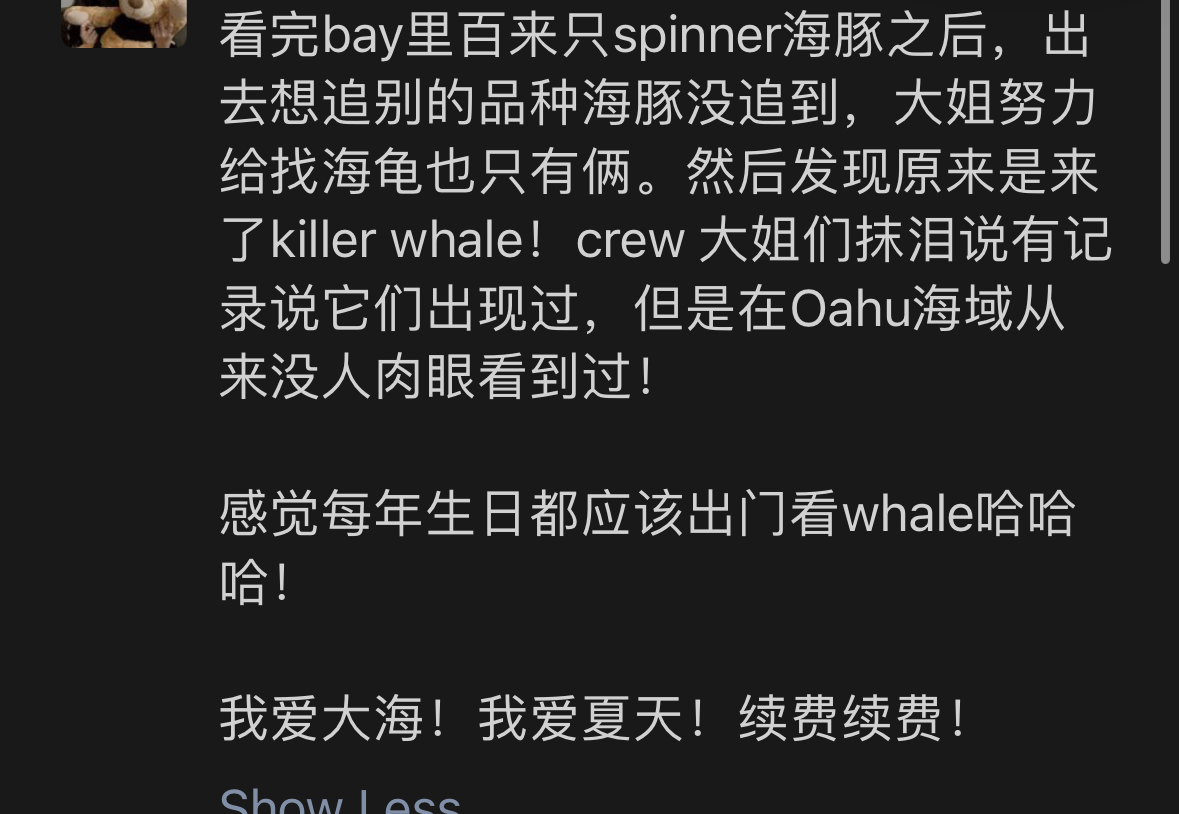 看完bay里百来只spinner海豚之后，出
去想追别的品种海豚没追到，大姐努力
给找海龟也只有俩。然后发现原来是来
了killer whale！crew 大姐们抹泪说有记
录说它们出现过，但是在Oahu海域从
来没人肉眼看到过！
感觉每年生日都应该出门看whale哈哈
哈！
我爱大海！我爱夏天！续费续费！
Show Less